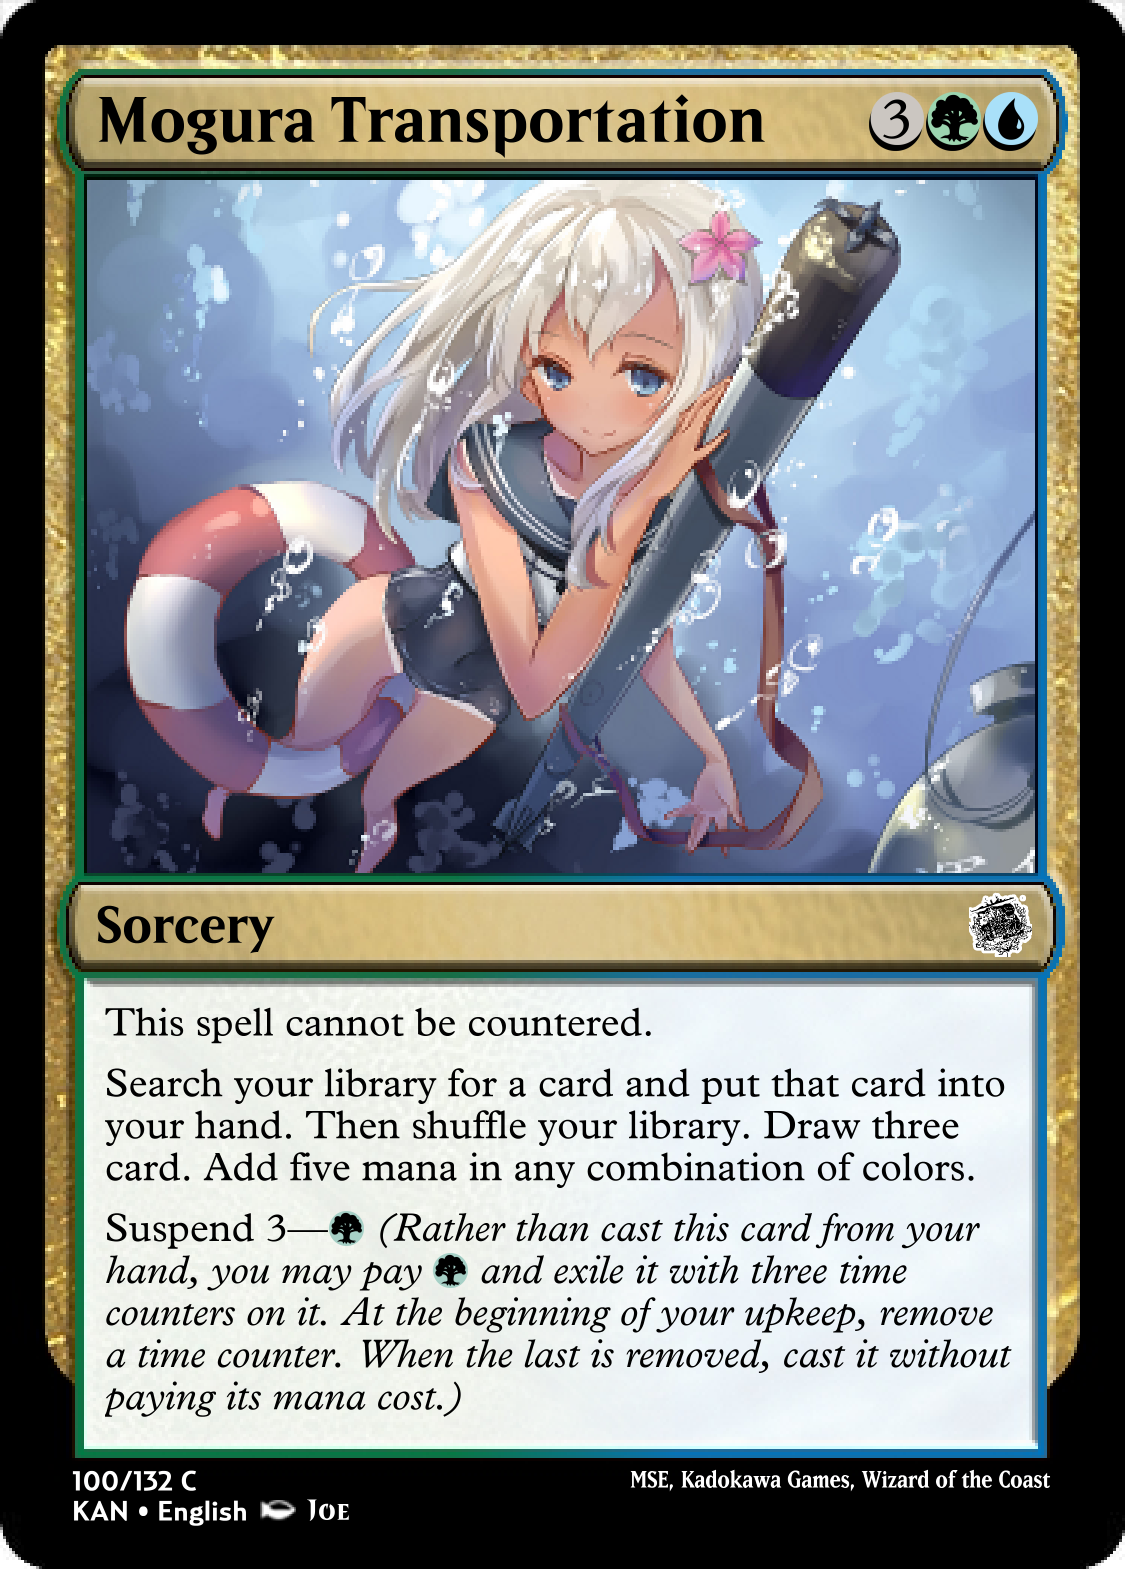 Mogura Transportation 3
Sorcery
This spell cannot be countered.
Search your library for a card and put that card into
your hand. Then shuffle your library. Draw three
card. Add five mana in any combination of colors.
Suspend 3— (Rather than cast this card from your
hand, you may pay and exile it with three time
counters on it. At the beginning of your upkeep, remove
a time counter. When the last is removed, cast it without
paying its mana cost.)
100/132 C
MSE, Kadokawa Games, Wizard of the Coast
KAN • English JOE